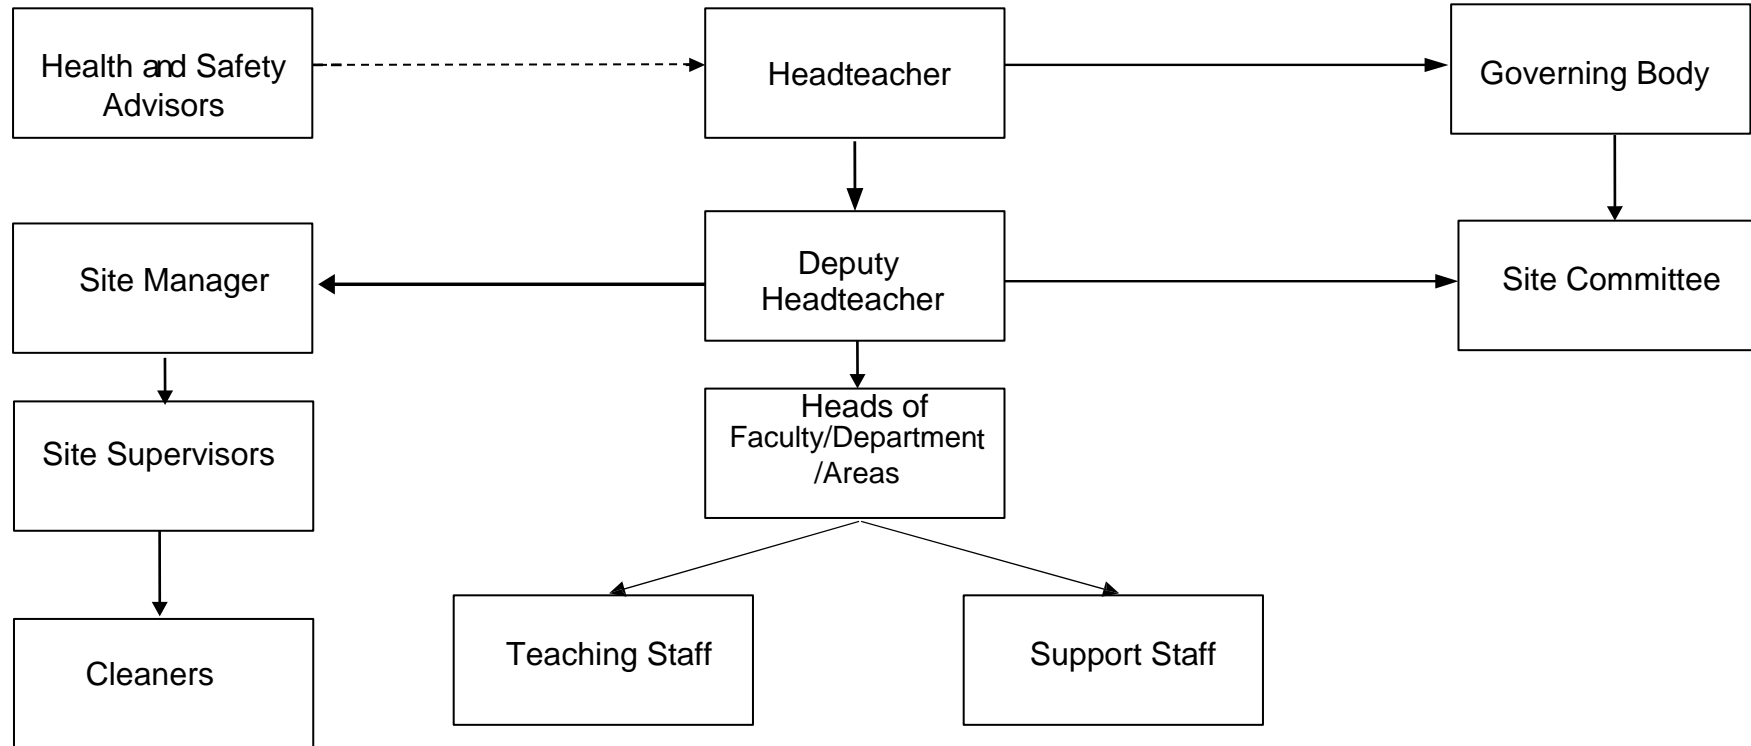 Health and Safety
Advisors
Headteacher
Governing Body
Site Manager
Deputy
Headteacher
Site Committee
Site Supervisors
Heads of
Faculty/Department
/Areas
Cleaners
Teaching Staff
Support Staff